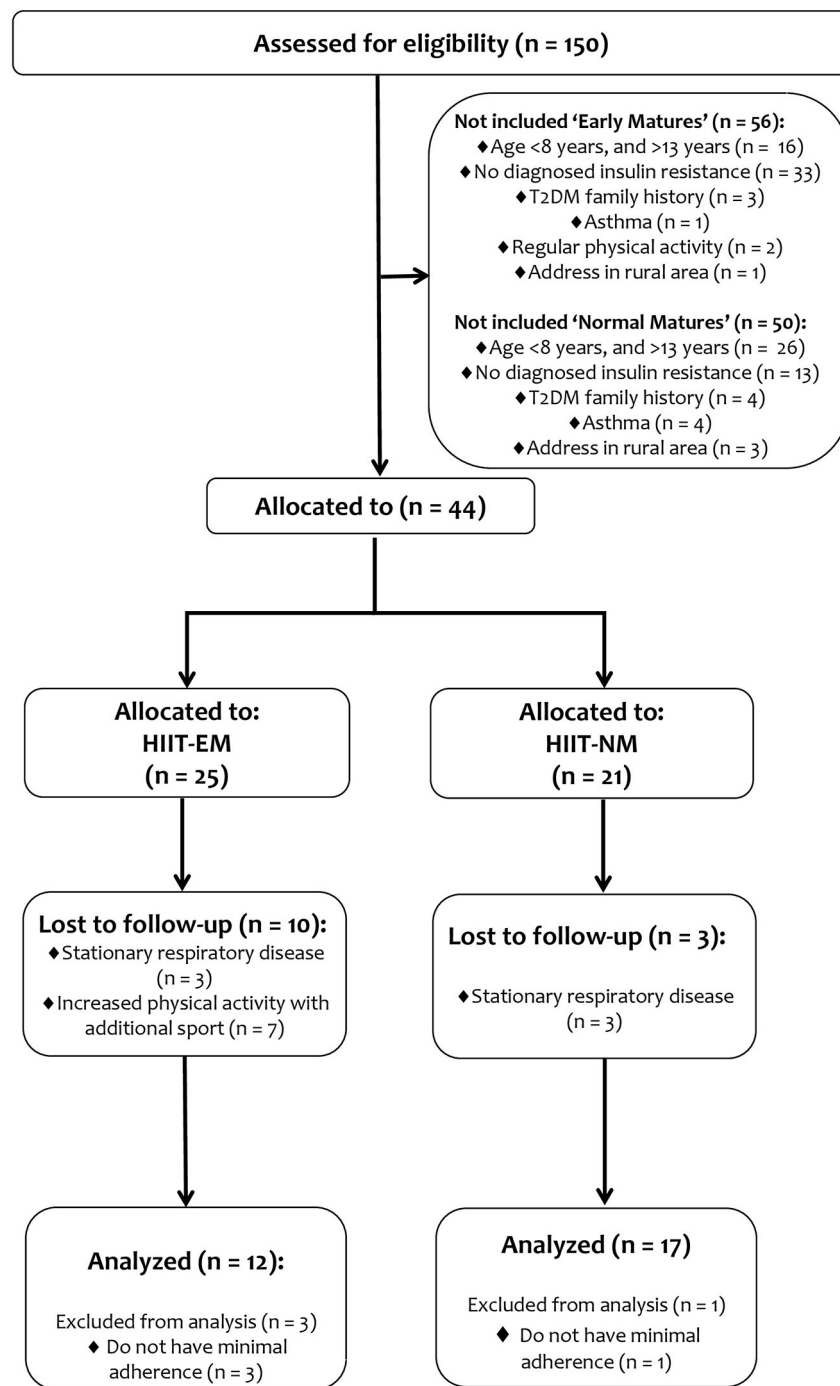 Assessed for eligibility (n = 150)
Not included ‘Early Matures’ (n = 56):
♦Age <8 years, and >13 years (n = 16)
♦No diagnosed insulin resistance (n = 33)
♦T2DM family history (n = 3)
♦Asthma (n = 1)
♦Regular physical activity (n = 2)
♦Address in rural area (n = 1)
Not included ‘Normal Matures’ (n = 50):
♦Age <8 years, and >13 years (n = 26)
♦No diagnosed insulin resistance (n = 13)
♦T2DM family history (n = 4)
♦Asthma (n = 4)
♦Address in rural area (n = 3)
Allocated to (n = 44)
Allocated to:
HIIT-EM
(n = 25)
Allocated to:
HIIT-NM
(n = 21)
Lost to follow-up (n = 10):
♦Stationary respiratory disease
(n = 3)
♦Increased physical activity with
additional sport (n = 7)
Lost to follow-up (n = 3):
♦Stationary respiratory disease
(n = 3)
Analyzed (n = 12):
Excluded from analysis (n = 3)
♦ Do not have minimal
adherence (n = 3)
Analyzed (n = 17)
Excluded from analysis (n = 1)
♦ Do not have minimal
adherence (n = 1)